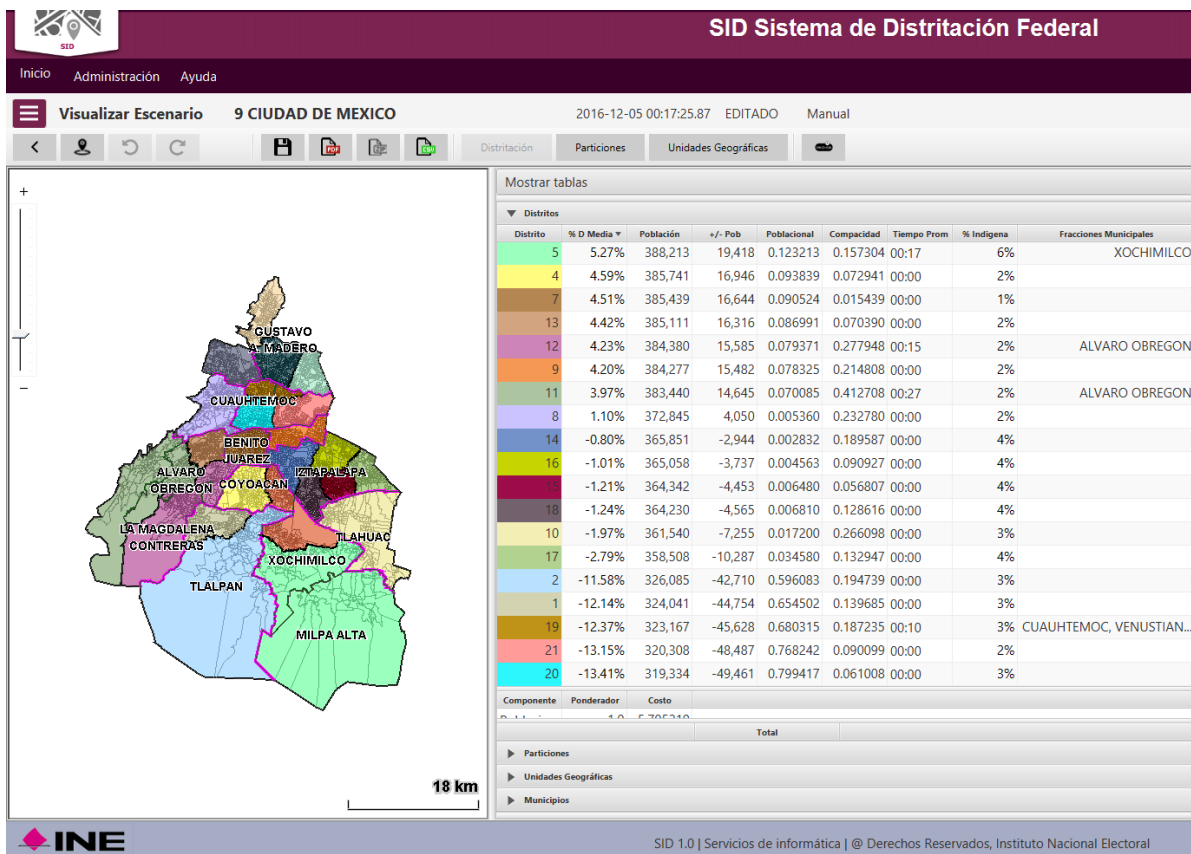 SID
SID Sistema de Distritación Federal
Inicio Administración Ayuda
Visualizar Escenario 9 CIUDAD DE MEXICO 2016-12-05 00:17:25.87 EDITADO Manual
PDF CSV Distritación Particiones Unidades Geográficas
Mostrar tablas
Distritos
Distrito % D Media Población +/- Pob Poblacional Compacidad Tiempo Prom % Indigena Fracciones Municipales
5 5.27% 388,213 19,418 0.123213 0.157304 00:17 6% XOCHIMILCO
4 4.59% 385,741 16,946 0.093839 0.072941 00:00 2%
7 4.51% 385,439 16,644 0.090524 0.015439 00:00 1%
13 4.42% 385,111 16,316 0.086991 0.070390 00:00 2%
12 4.23% 384,380 15,585 0.079371 0.277948 00:15 2% ALVARO OBREGON
9 4.20% 384,277 15,482 0.078325 0.214808 00:00 2%
11 3.97% 383,440 14,645 0.070085 0.412708 00:27 2% ALVARO OBREGON
8 1.10% 372,845 4,050 0.005360 0.232780 00:00 2%
14 -0.80% 365,851 -2,944 0.002832 0.189587 00:00 4%
16 -1.01% 365,058 -3,737 0.004563 0.090927 00:00 4%
15 -1.21% 364,342 -4,453 0.006480 0.056807 00:00 4%
18 -1.24% 364,230 -4,565 0.006810 0.128616 00:00 4%
10 -1.97% 361,540 -7,255 0.017200 0.266098 00:00 3%
17 -2.79% 358,508 -10,287 0.034580 0.132947 00:00 4%
2 -11.58% 326,085 -42,710 0.596083 0.194739 00:00 3%
1 -12.14% 324,041 -44,754 0.654502 0.139685 00:00 3%
19 -12.37% 323,167 -45,628 0.680315 0.187235 00:10 3% CUAUHTEMOC, VENUSTIAN...
21 -13.15% 320,308 -48,487 0.768242 0.090099 00:00 2%
20 -13.41% 319,334 -49,461 0.799417 0.061008 00:00 3%
Componente Ponderador Costo
Total
Particiones
Unidades Geográficas
Municipios
+
−
GUSTAVO
A. MADERO
CUAUHTEMOC
BENITO
JUAREZ
IZTAPALAPA
ALVARO
OBREGON
COYOACAN
LA MAGDALENA
CONTRERAS
TLAHUAC
XOCHIMILCO
TLALPAN
MILPA ALTA
18 km
INE
SID 1.0 | Servicios de informática | @ Derechos Reservados, Instituto Nacional Electoral